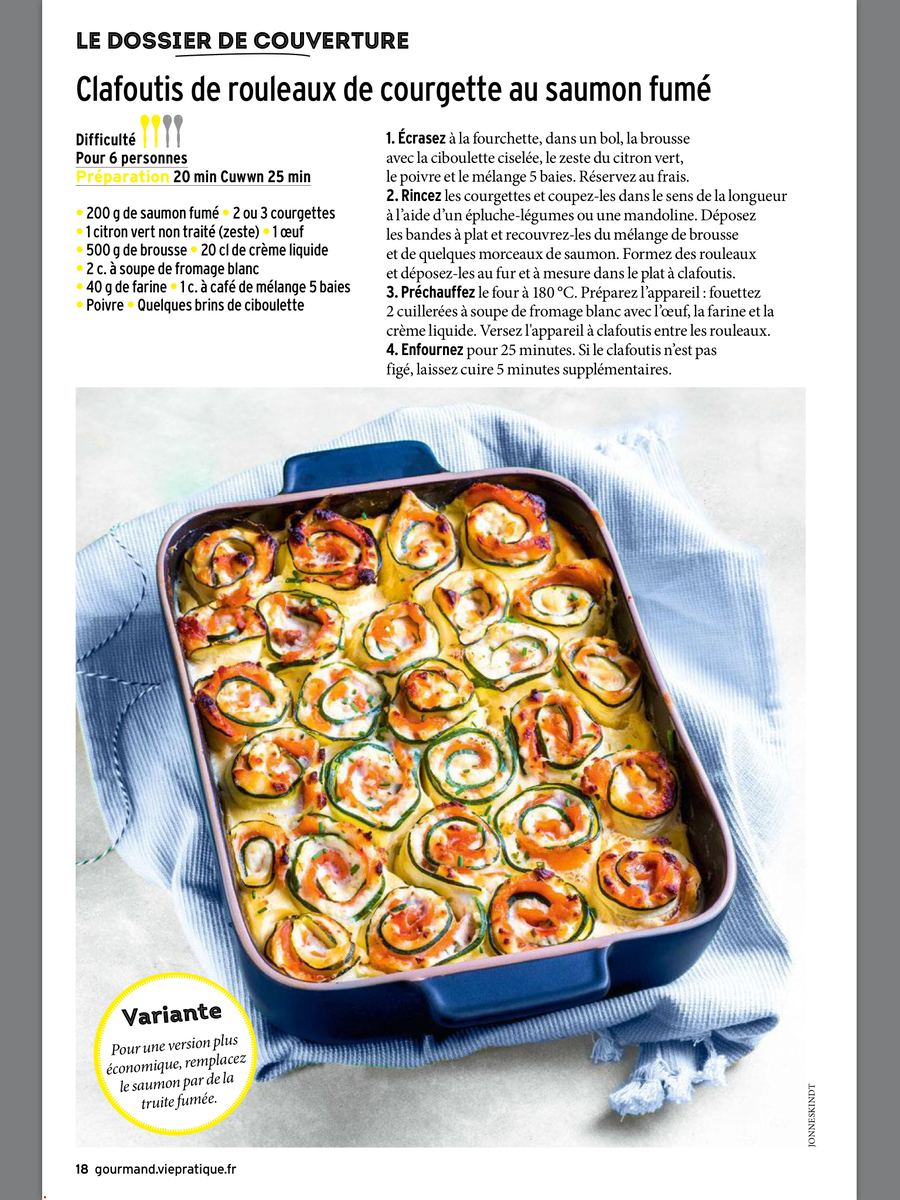 LE DOSSIER DE COUVERTURE
Clafoutis de rouleaux de courgette au saumon fumé
Difficulté
Pour 6 personnes
Préparation 20 min Cuwwn 25 min
• 200 g de saumon fumé • 2 ou 3 courgettes
• 1 citron vert non traité (zeste) • 1 œuf
• 500 g de brousse • 20 cl de crème liquide
• 2 c. à soupe de fromage blanc
• 40 g de farine • 1 c. à café de mélange 5 baies
• Poivre • Quelques brins de ciboulette
1. Écrasez à la fourchette, dans un bol, la brousse
avec la ciboulette ciselée, le zeste du citron vert,
le poivre et le mélange 5 baies. Réservez au frais.
2. Rincez les courgettes et coupez-les dans le sens de la longueur
à l'aide d'un épluche-légumes ou une mandoline. Déposez
les bandes à plat et recouvrez-les du mélange de brousse
et de quelques morceaux de saumon. Formez des rouleaux
et déposez-les au fur et à mesure dans le plat à clafoutis.
3. Préchauffez le four à 180 °C. Préparez l'appareil : fouettez
2 cuillerées à soupe de fromage blanc avec l'œuf, la farine et la
crème liquide. Versez l'appareil à clafoutis entre les rouleaux.
4. Enfournez pour 25 minutes. Si le clafoutis n'est pas
figé, laissez cuire 5 minutes supplémentaires.
Variante
Pour une version plus
économique, remplacez
le saumon par de la
truite fumée.
JONNESKINDT
18 gourmand.viepratique.fr